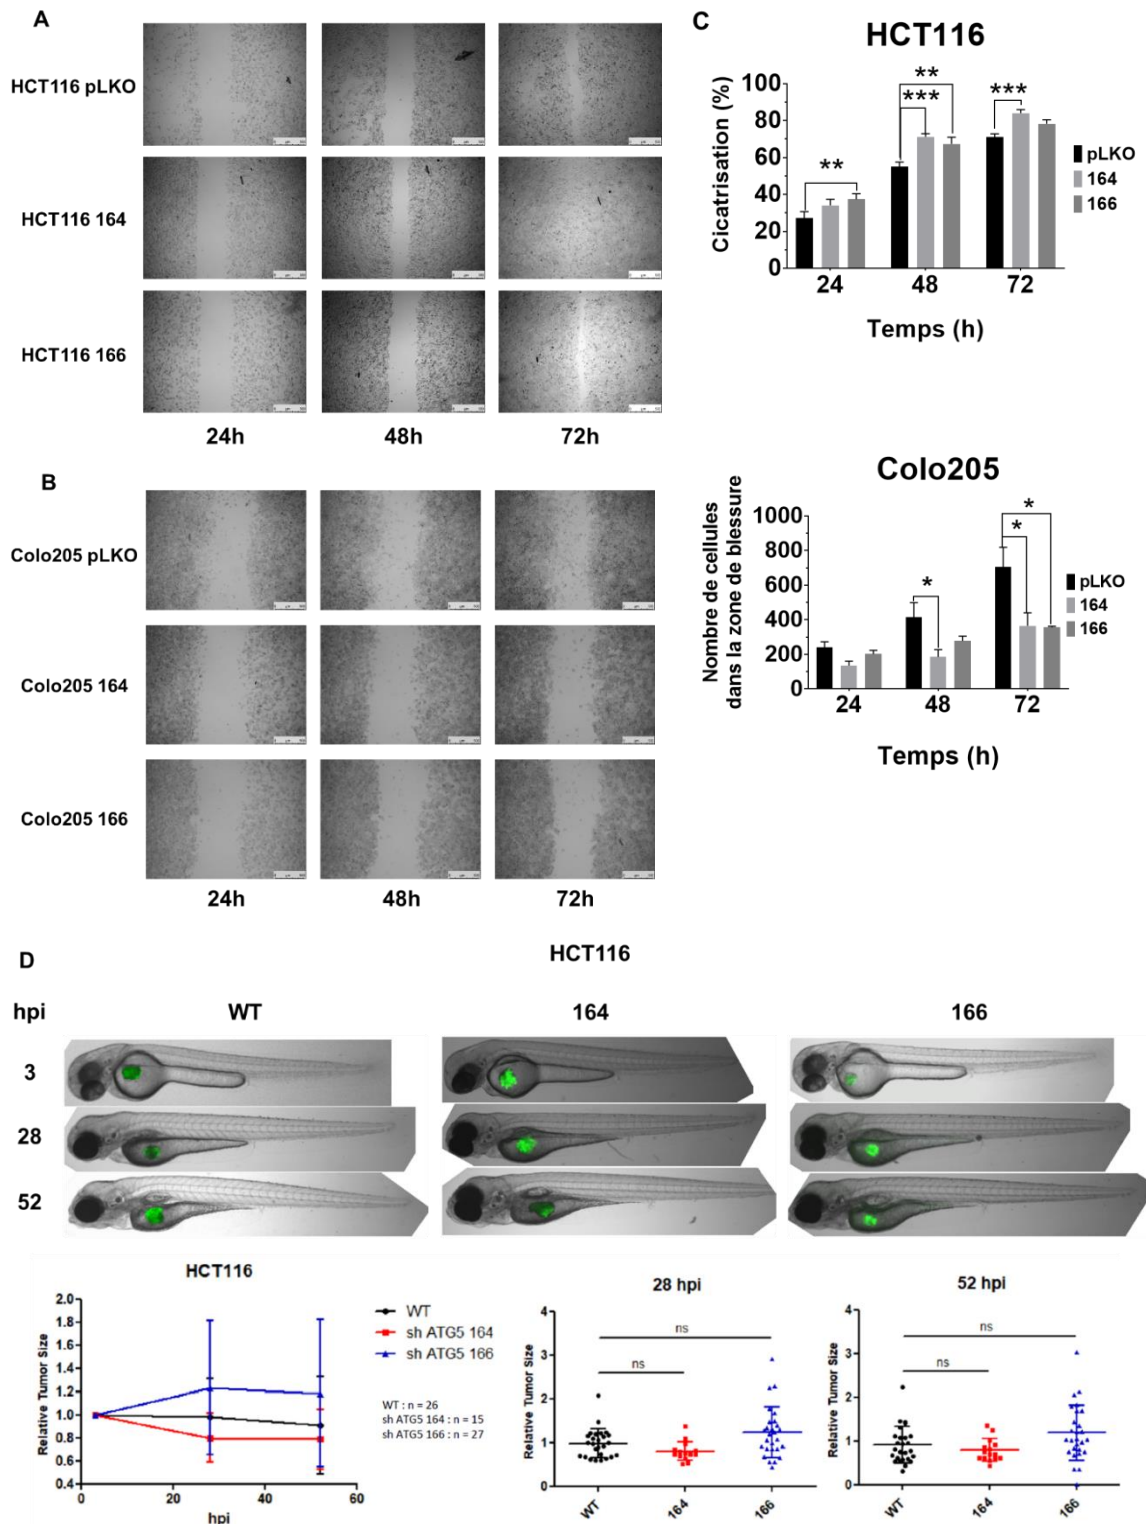 A
HCT116 pLKO
HCT116 164
HCT116 166
24h
48h
72h
B
Colo205 pLKO
Colo205 164
Colo205 166
24h
48h
72h
C
HCT116
Cicatrisation (%)
100
80
60
40
20
0
**
**
***
***
24
48
72
Temps (h)
pLKO
164
166
Colo205
Nombre de cellules
dans la zone de blessure
1000
800
600
400
200
0
*
*
*
24
48
72
Temps (h)
pLKO
164
166
D
HCT116
hpi
WT
164
166
3
28
52
HCT116
Relative Tumor Size
2.0
1.8
1.6
1.4
1.2
1.0
0.8
0.6
0.4
0
20
40
60
hpi
WT
sh ATG5 164
sh ATG5 166
WT : n = 26
sh ATG5 164 : n = 15
sh ATG5 166 : n = 27
28 hpi
Relative Tumor Size
4
3
2
1
0
ns
ns
WT
164
166
52 hpi
Relative Tumor Size
4
3
2
1
0
ns
ns
WT
164
166